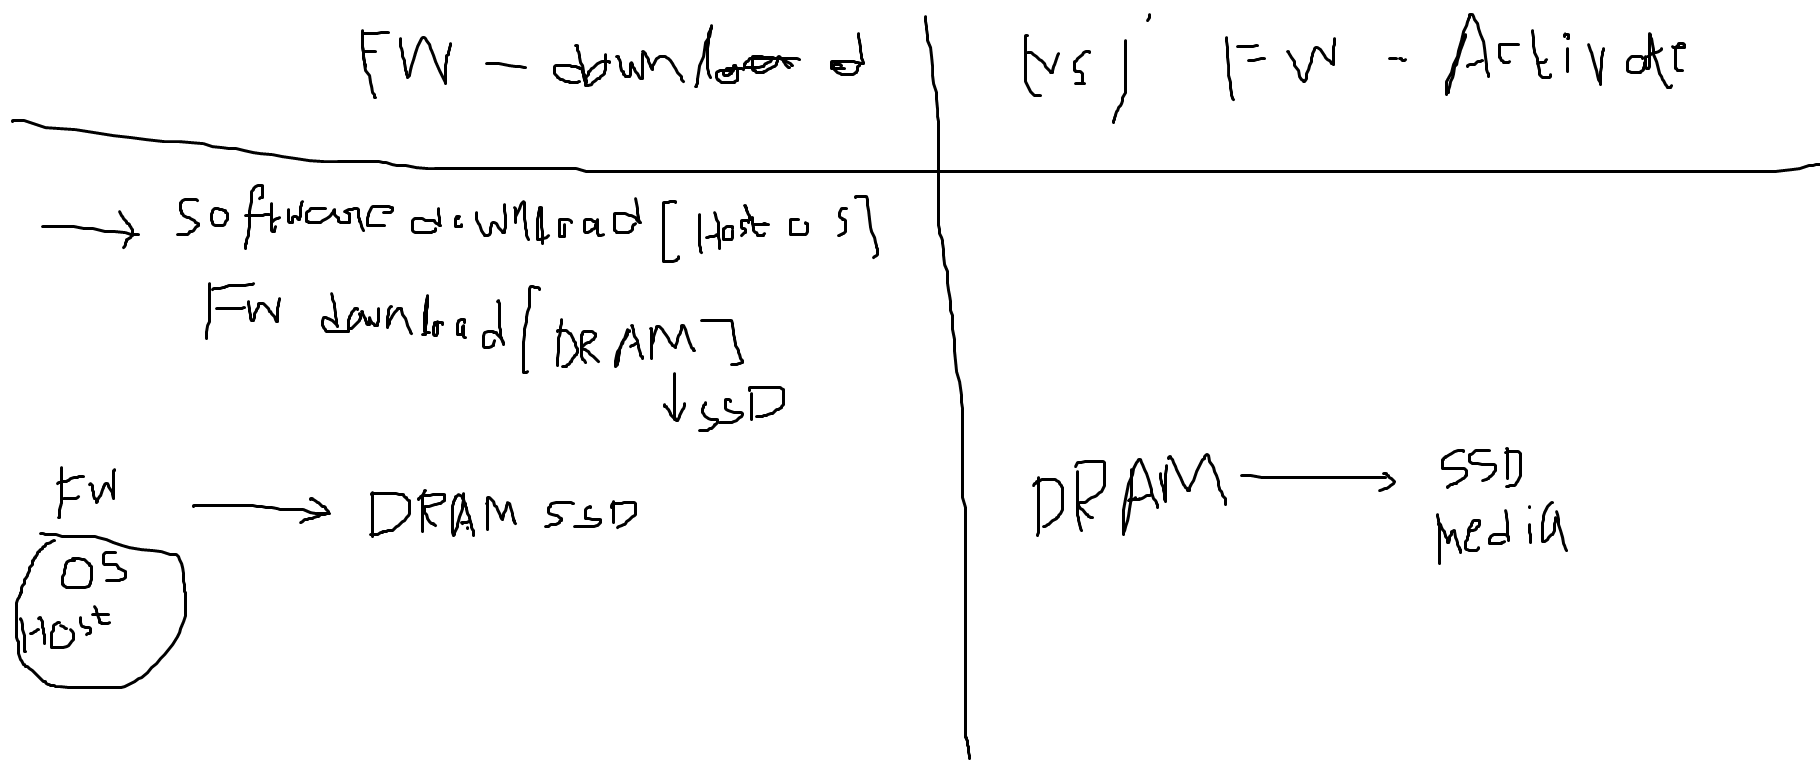 FW - download [vs] FW - Activate
→ Software download [Host OS]
FW download [DRAM]
↓ SSD
FW → DRAM SSD
OS
Host
DRAM → SSD
Media